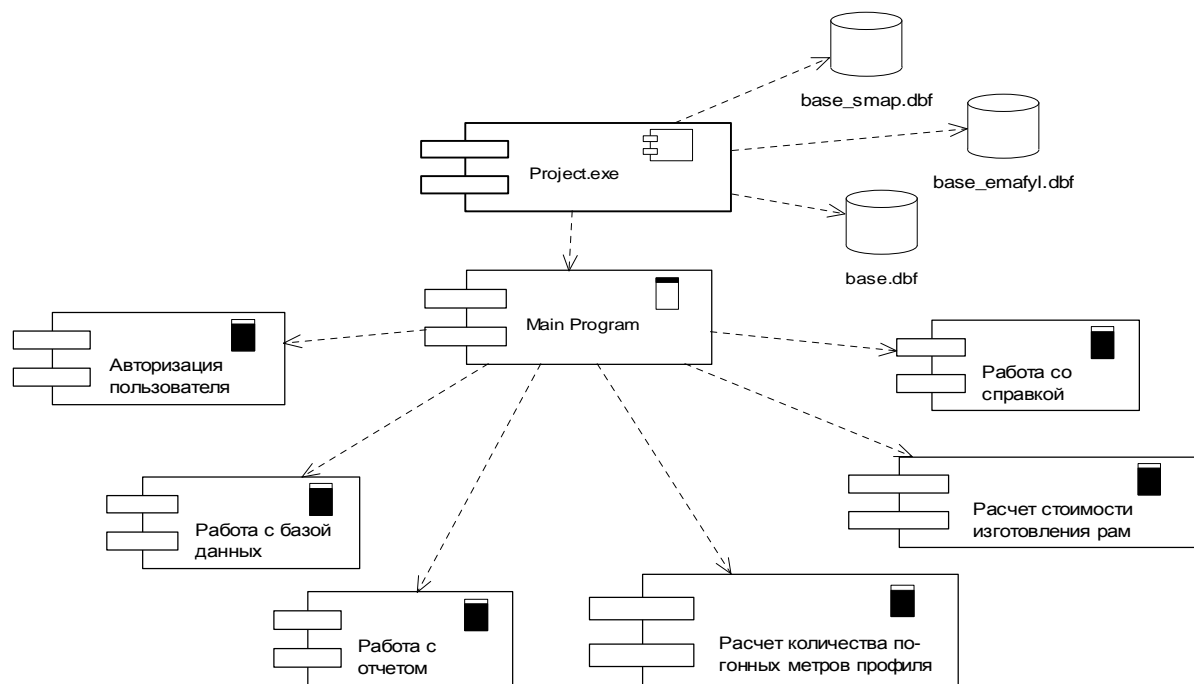 base_smap.dbf
Project.exe
base_emafyl.dbf
base.dbf
Main Program
Авторизация
пользователя
Работа со
справкой
Работа с базой
данных
Расчет стоимости
изготовления рам
Работа с
отчетом
Расчет количества по-
гонных метров профиля